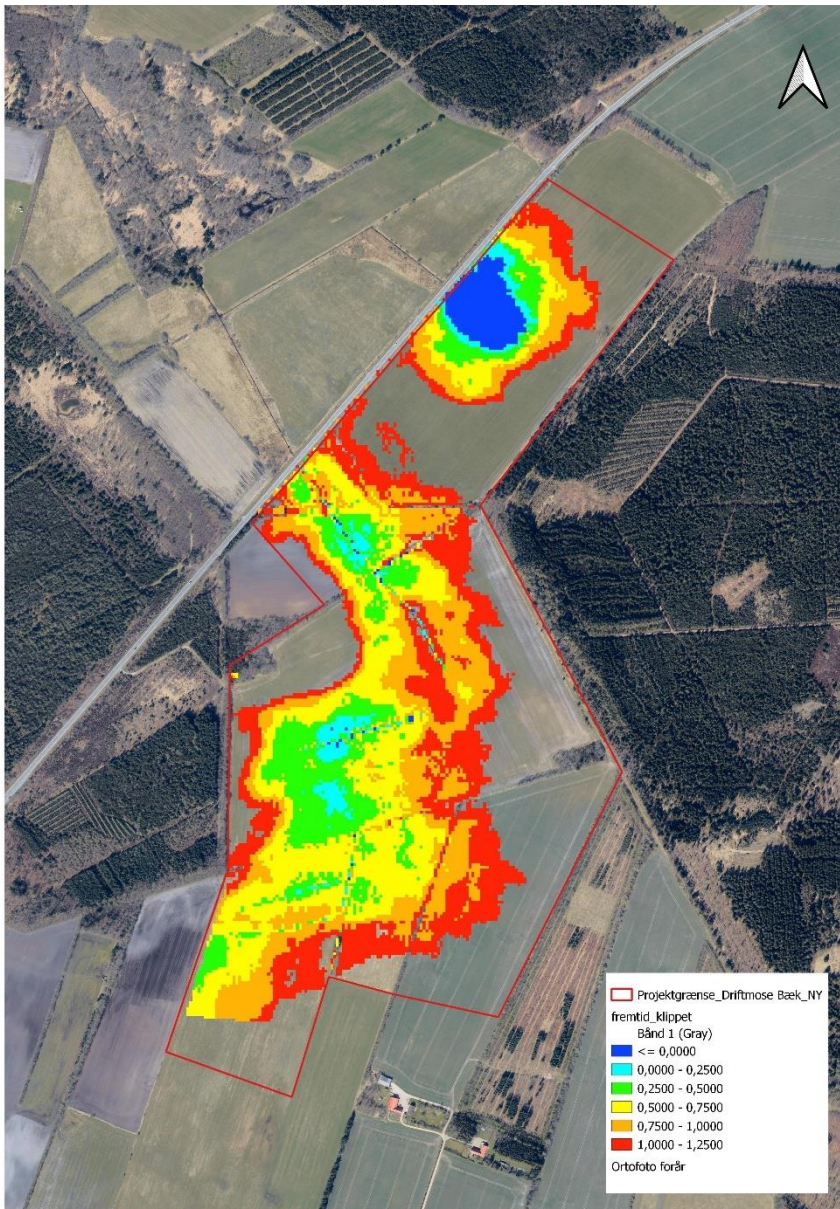 Projektgrænse_Driftmose Bæk_NY
fremtid_klippet
Bånd 1 (Gray)
<= 0,0000
0,0000 - 0,2500
0,2500 - 0,5000
0,5000 - 0,7500
0,7500 - 1,0000
1,0000 - 1,2500
Ortofoto forår